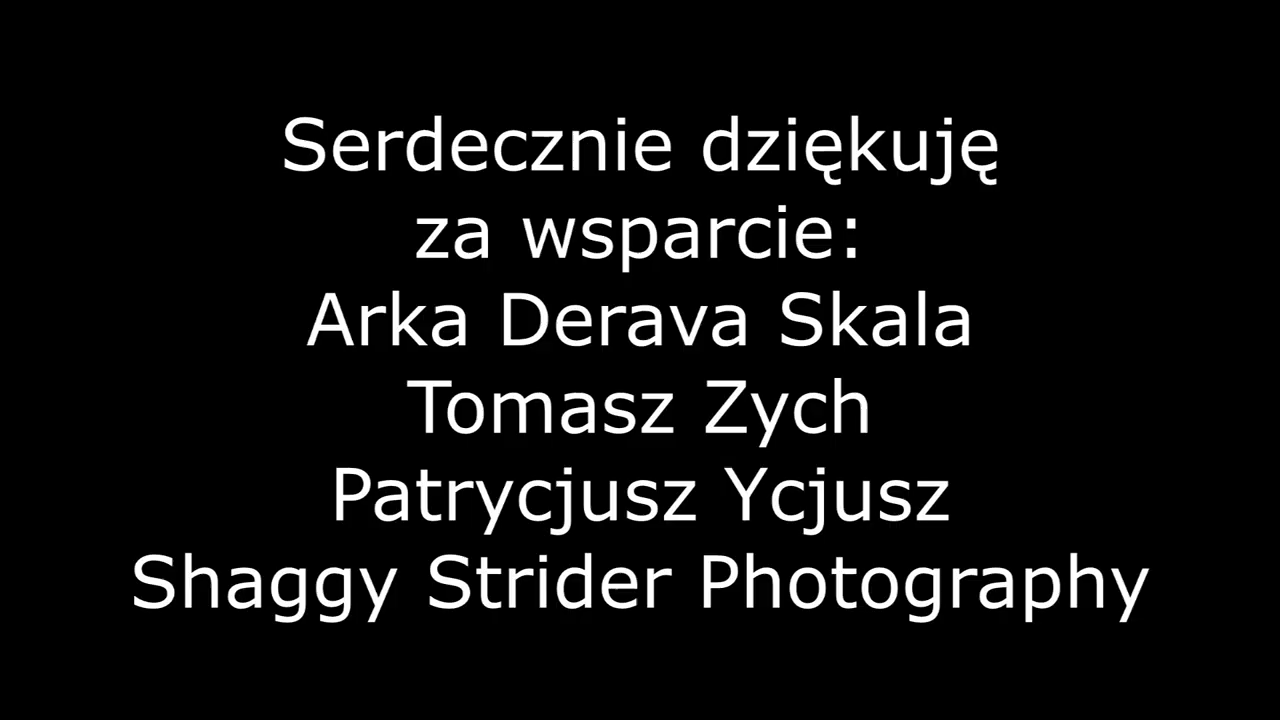 Serdecznie dziękuję
za wsparcie:
Arka Derava Skala
Tomasz Zych
Patrycjusz Ycjusz
Shaggy Strider Photography